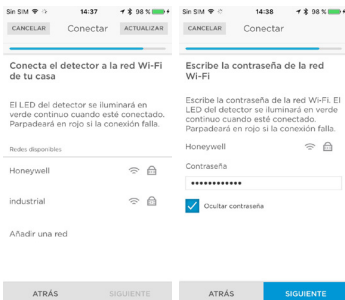 Sin SIM 14:37 98 %
CANCELAR Conectar ACTUALIZAR
Conecta el detector a la red Wi-Fi
de tu casa
El LED del detector se iluminará en
verde continuo cuando esté conectado.
Parpadeará en rojo si la conexión falla.
Redes disponibles
Honeywell
industrial
Añadir una red
ATRÁS SIGUIENTE
Sin SIM 14:38 98 %
CANCELAR Conectar
Escribe la contraseña de la red
Wi-Fi
Escribe la contraseña de la red Wi-Fi. El
LED del detector se iluminará en verde
continuo cuando esté conectado.
Parpadeará en rojo si la conexión falla.
Honeywell
Contraseña
••••••••••••
Ocultar contraseña
ATRÁS SIGUIENTE